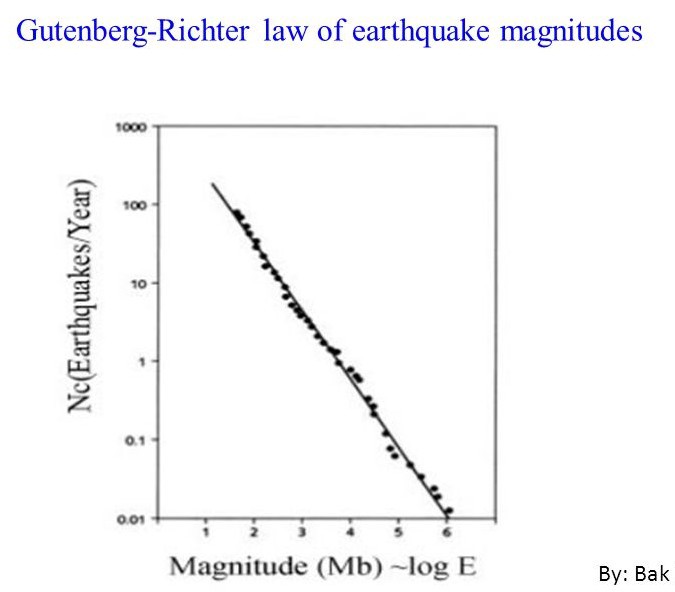 Gutenberg-Richter law of earthquake magnitudes
1000
100
10
1
0.1
0.01
Nc(Earthquakes/Year)
1 2 3 4 5 6
Magnitude (Mb) ~log E
By: Bak